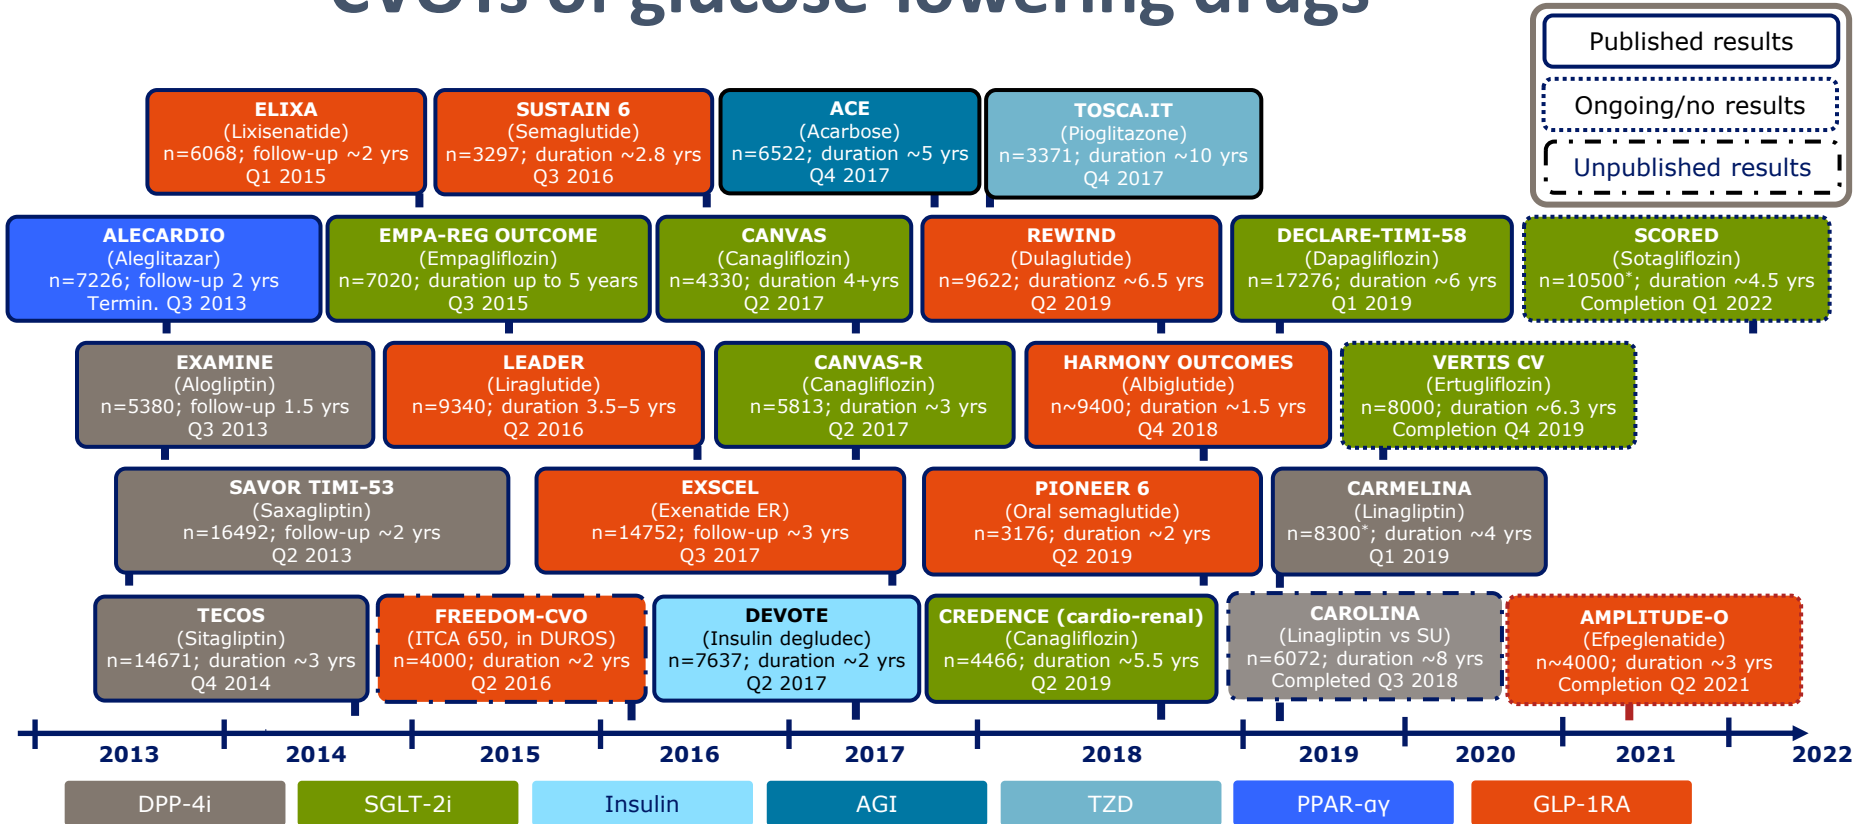 CVOTs of glucose-lowering drugs
Published results
Ongoing/no results
Unpublished results
ELIXA
(Lixisenatide)
n=6068; follow-up ~2 yrs
Q1 2015
SUSTAIN 6
(Semaglutide)
n=3297; duration ~2.8 yrs
Q3 2016
ACE
(Acarbose)
n=6522; duration ~5 yrs
Q4 2017
TOSCA.IT
(Pioglitazone)
n=3371; duration ~10 yrs
Q4 2017
ALECARDIO
(Aleglitazar)
n=7226; follow-up 2 yrs
Termin. Q3 2013
EMPA-REG OUTCOME
(Empagliflozin)
n=7020; duration up to 5 years
Q3 2015
CANVAS
(Canagliflozin)
n=4330; duration 4+yrs
Q2 2017
REWIND
(Dulaglutide)
n=9622; durationz ~6.5 yrs
Q2 2019
DECLARE-TIMI-58
(Dapagliflozin)
n=17276; duration ~6 yrs
Q1 2019
SCORED
(Sotagliflozin)
n=10500*; duration ~4.5 yrs
Completion Q1 2022
EXAMINE
(Alogliptin)
n=5380; follow-up 1.5 yrs
Q3 2013
LEADER
(Liraglutide)
n=9340; duration 3.5–5 yrs
Q2 2016
CANVAS-R
(Canagliflozin)
n=5813; duration ~3 yrs
Q2 2017
HARMONY OUTCOMES
(Albiglutide)
n~9400; duration ~1.5 yrs
Q4 2018
VERTIS CV
(Ertugliflozin)
n=8000; duration ~6.3 yrs
Completion Q4 2019
SAVOR TIMI-53
(Saxagliptin)
n=16492; follow-up ~2 yrs
Q2 2013
EXSCEL
(Exenatide ER)
n=14752; follow-up ~3 yrs
Q3 2017
PIONEER 6
(Oral semaglutide)
n=3176; duration ~2 yrs
Q2 2019
CARMELINA
(Linagliptin)
n=8300*; duration ~4 yrs
Q1 2019
TECOS
(Sitagliptin)
n=14671; duration ~3 yrs
Q4 2014
FREEDOM-CVO
(ITCA 650, in DUROS)
n=4000; duration ~2 yrs
Q2 2016
DEVOTE
(Insulin degludec)
n=7637; duration ~2 yrs
Q2 2017
CREDENCE (cardio-renal)
(Canagliflozin)
n=4466; duration ~5.5 yrs
Q2 2019
CAROLINA
(Linagliptin vs SU)
n=6072; duration ~8 yrs
Completed Q3 2018
AMPLITUDE-O
(Efpeglenatide)
n~4000; duration ~3 yrs
Completion Q2 2021
2013 2014 2015 2016 2017 2018 2019 2020 2021 2022
DPP-4i SGLT-2i Insulin AGI TZD PPAR-αγ GLP-1RA